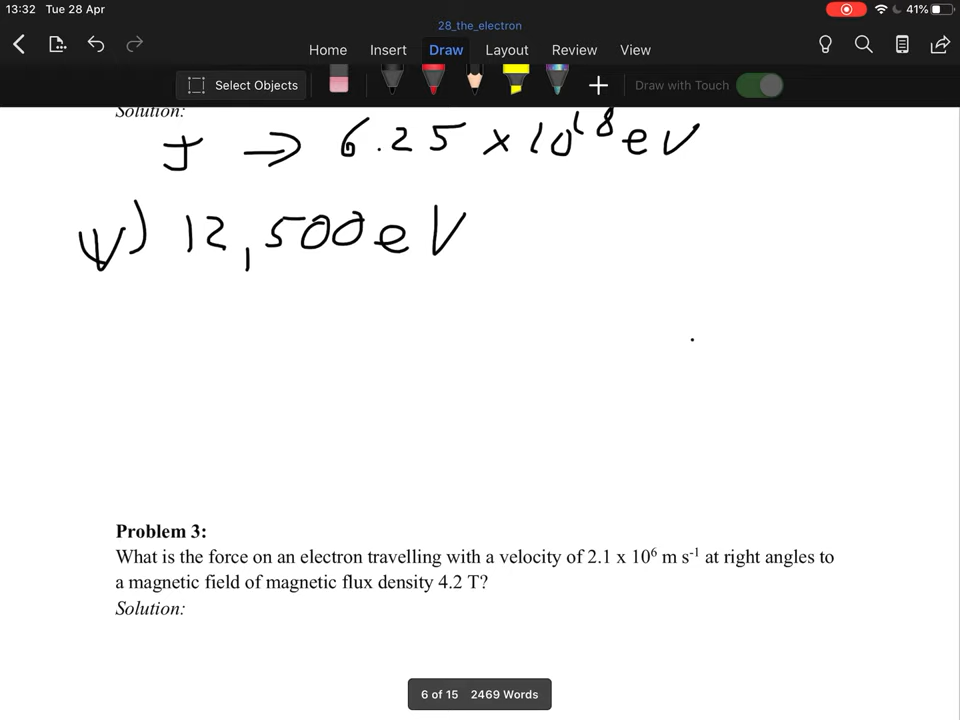 13:32 Tue 28 Apr
41%
28_the_electron
Home Insert Draw Layout Review View
Select Objects
Draw with Touch
Solution:
J → 6.25 x 10¹⁸ eV
V) 12,500 eV
Problem 3:
What is the force on an electron travelling with a velocity of 2.1 x 10⁶ m s⁻¹ at right angles to
a magnetic field of magnetic flux density 4.2 T?
Solution:
6 of 15 2469 Words